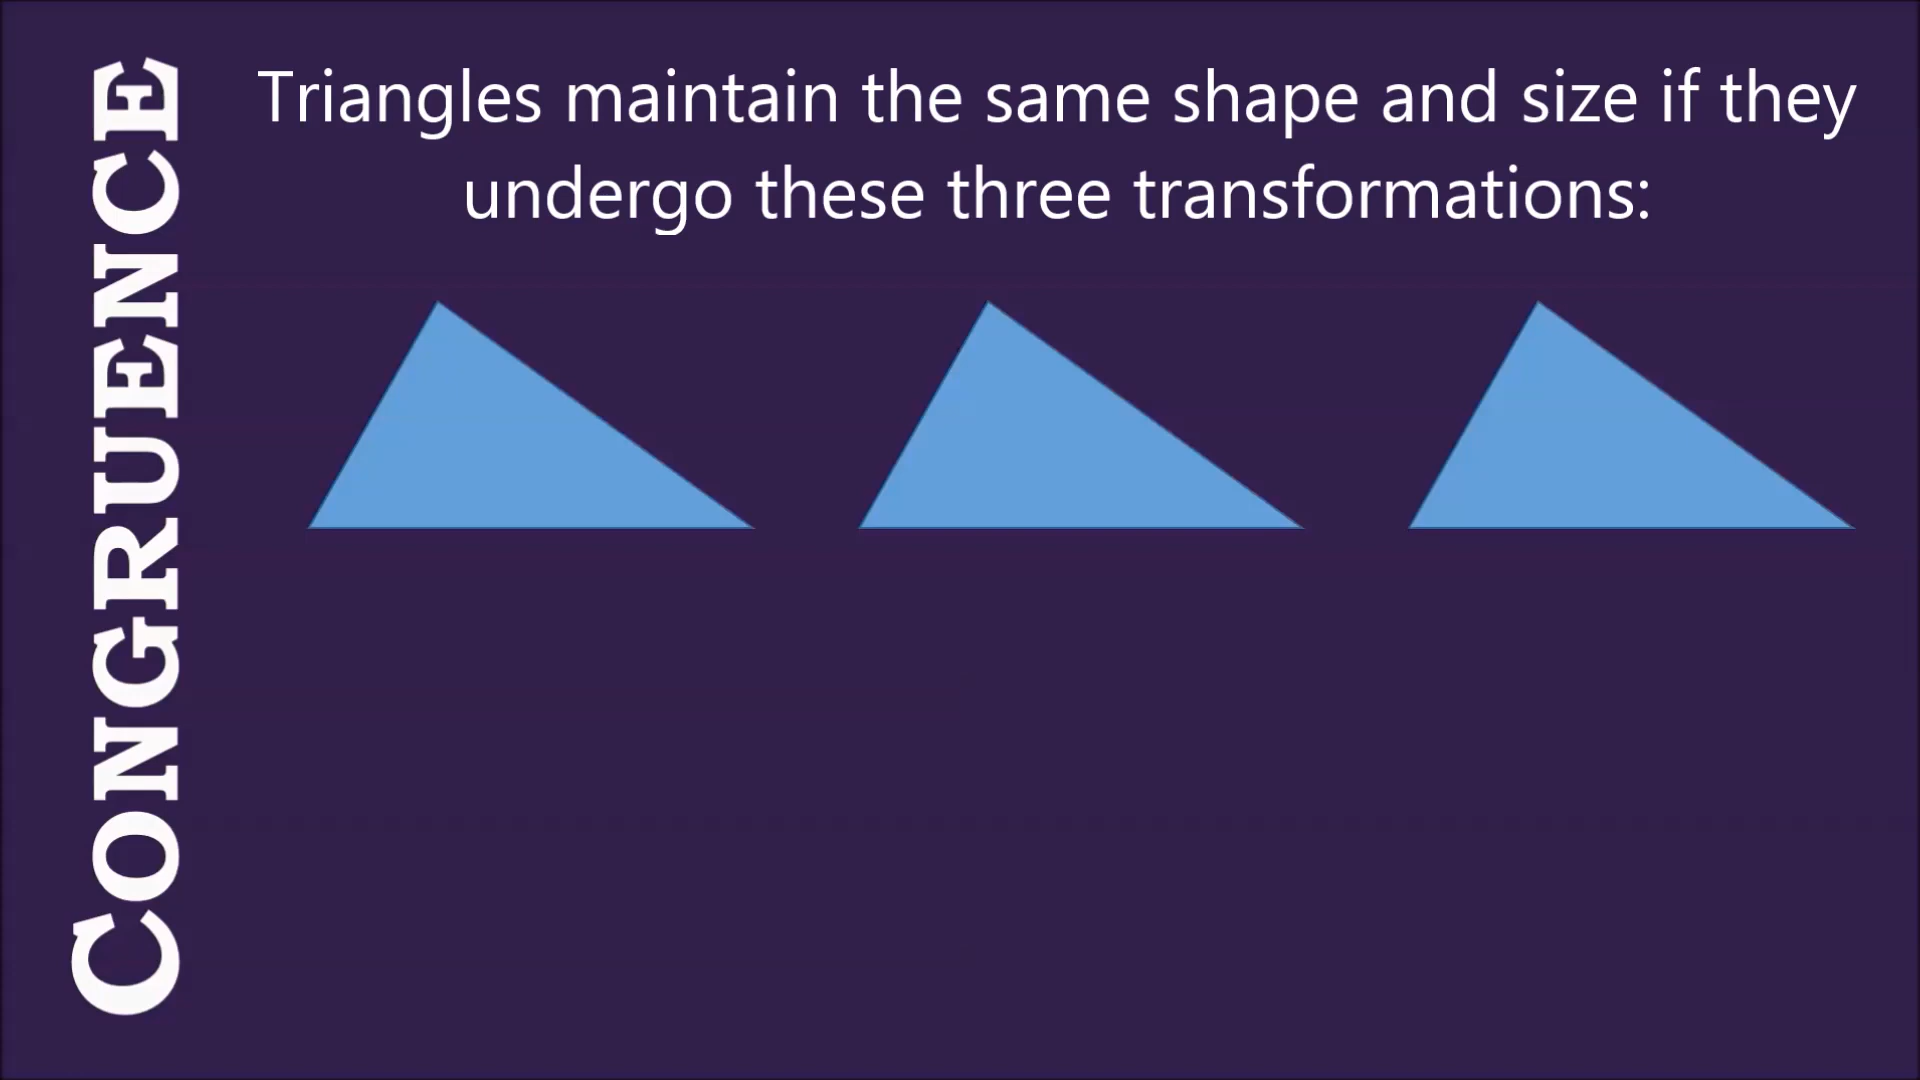 CONGRUENCE
Triangles maintain the same shape and size if they
undergo these three transformations: